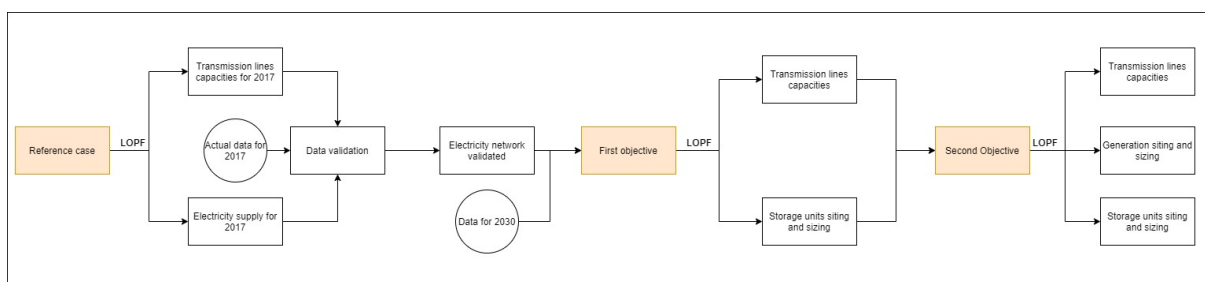 Reference case
LOPF
Transmission lines
capacities for 2017
Actual data for
2017
Electricity supply for
2017
Data validation
Electricity network
validated
Data for 2030
First objective
LOPF
Transmission lines
capacities
Storage units siting
and sizing
Second Objective
LOPF
Transmission lines
capacities
Generation siting and
sizing
Storage units siting
and sizing